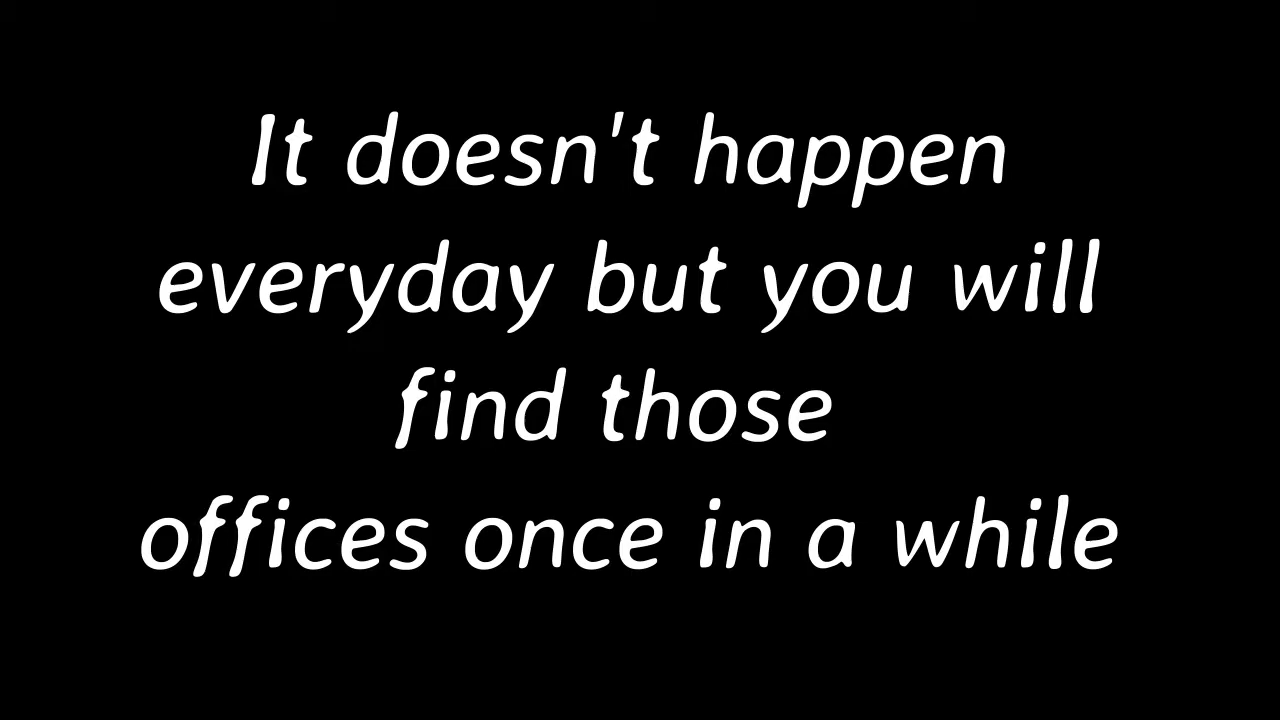 It doesn't happen
everyday but you will
find those
offices once in a while